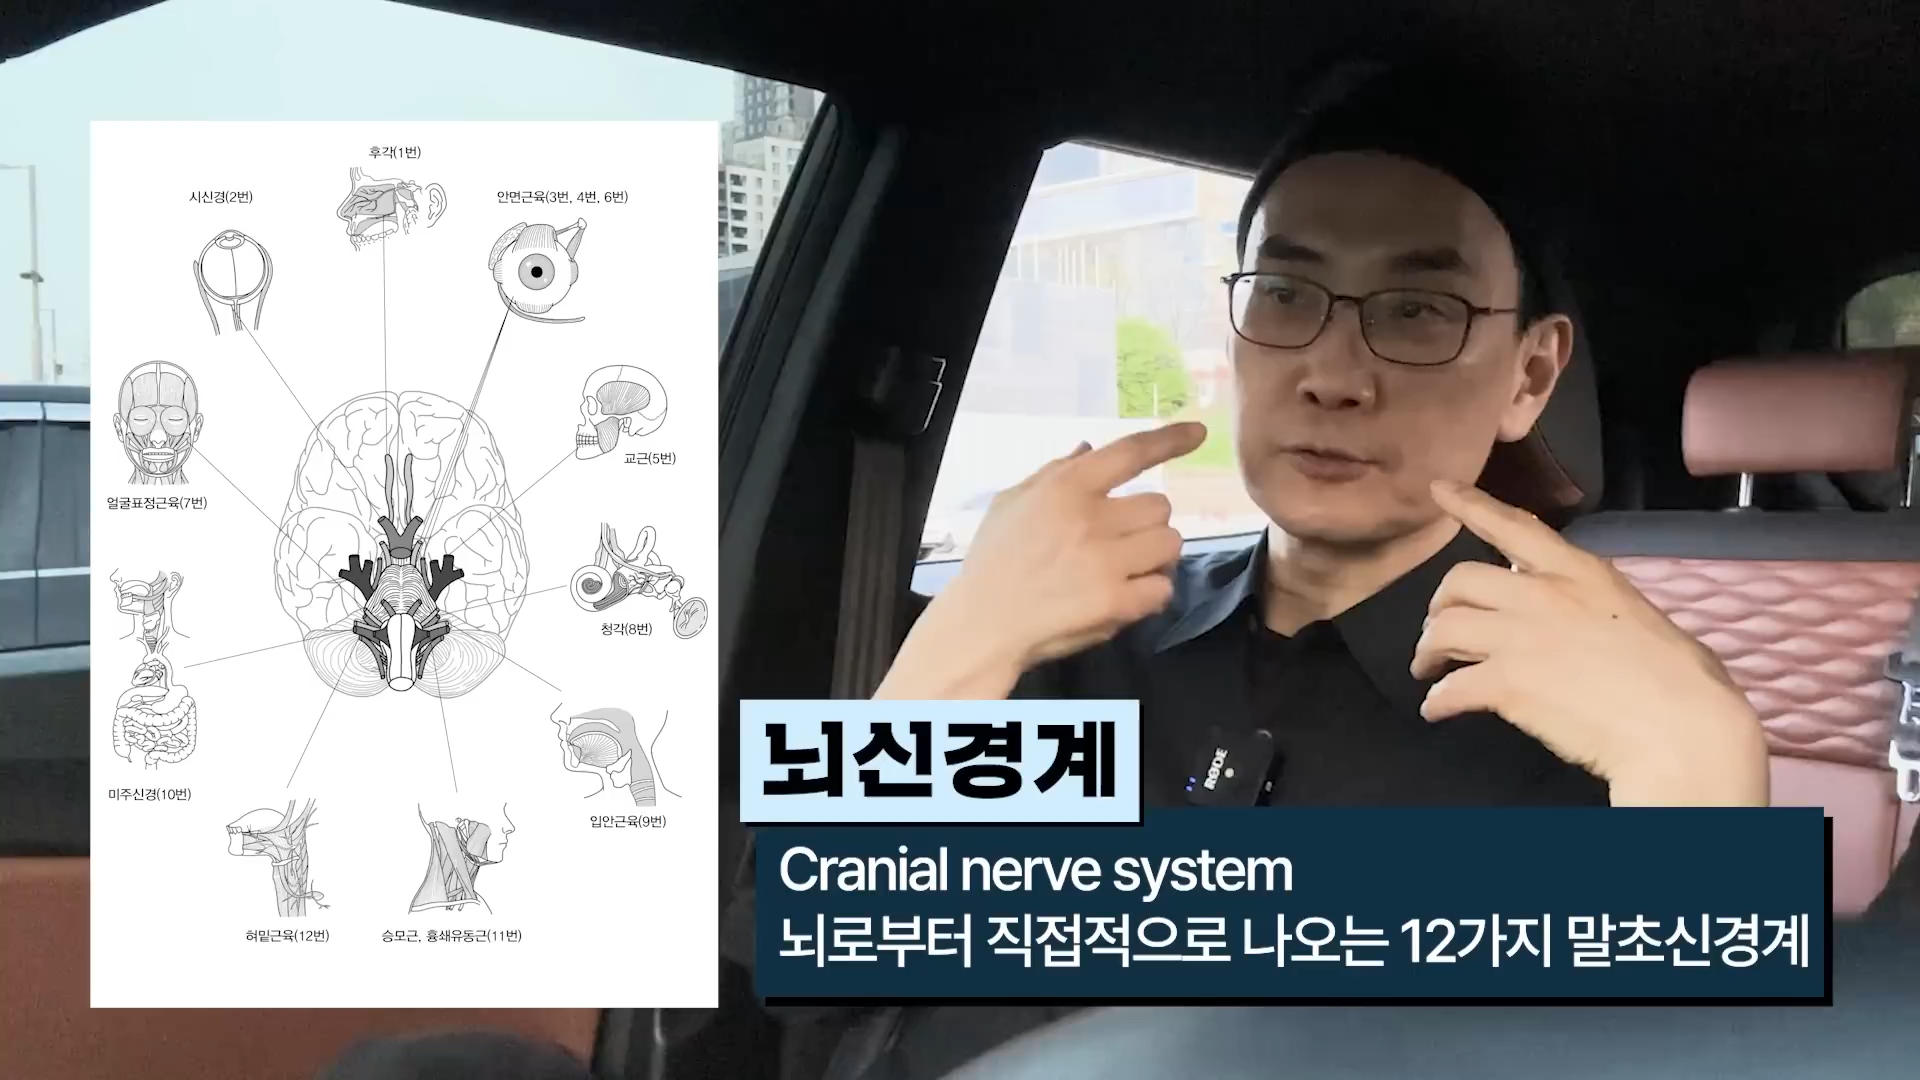 후각(1번)
시신경(2번)
안면근육(3번, 4번, 6번)
교근(5번)
얼굴표정근육(7번)
청각(8번)
미주신경(10번)
입안근육(9번)
혀밑근육(12번)
승모근, 흉쇄유동근(11번)
RØDE
뇌신경계
Cranial nerve system
뇌로부터 직접적으로 나오는 12가지 말초신경계